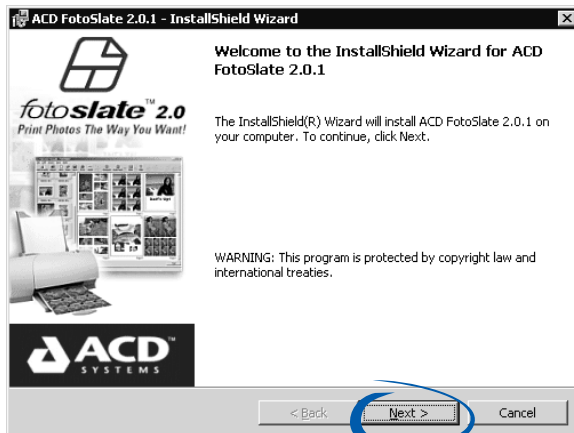 ACD FotoSlate 2.0.1 - InstallShield Wizard
fotoslate™ 2.0
Print Photos The Way You Want!
ACD™
SYSTEMS
Welcome to the InstallShield Wizard for ACD
FotoSlate 2.0.1
The InstallShield(R) Wizard will install ACD FotoSlate 2.0.1 on
your computer. To continue, click Next.
WARNING: This program is protected by copyright law and
international treaties.
< Back
Next >
Cancel